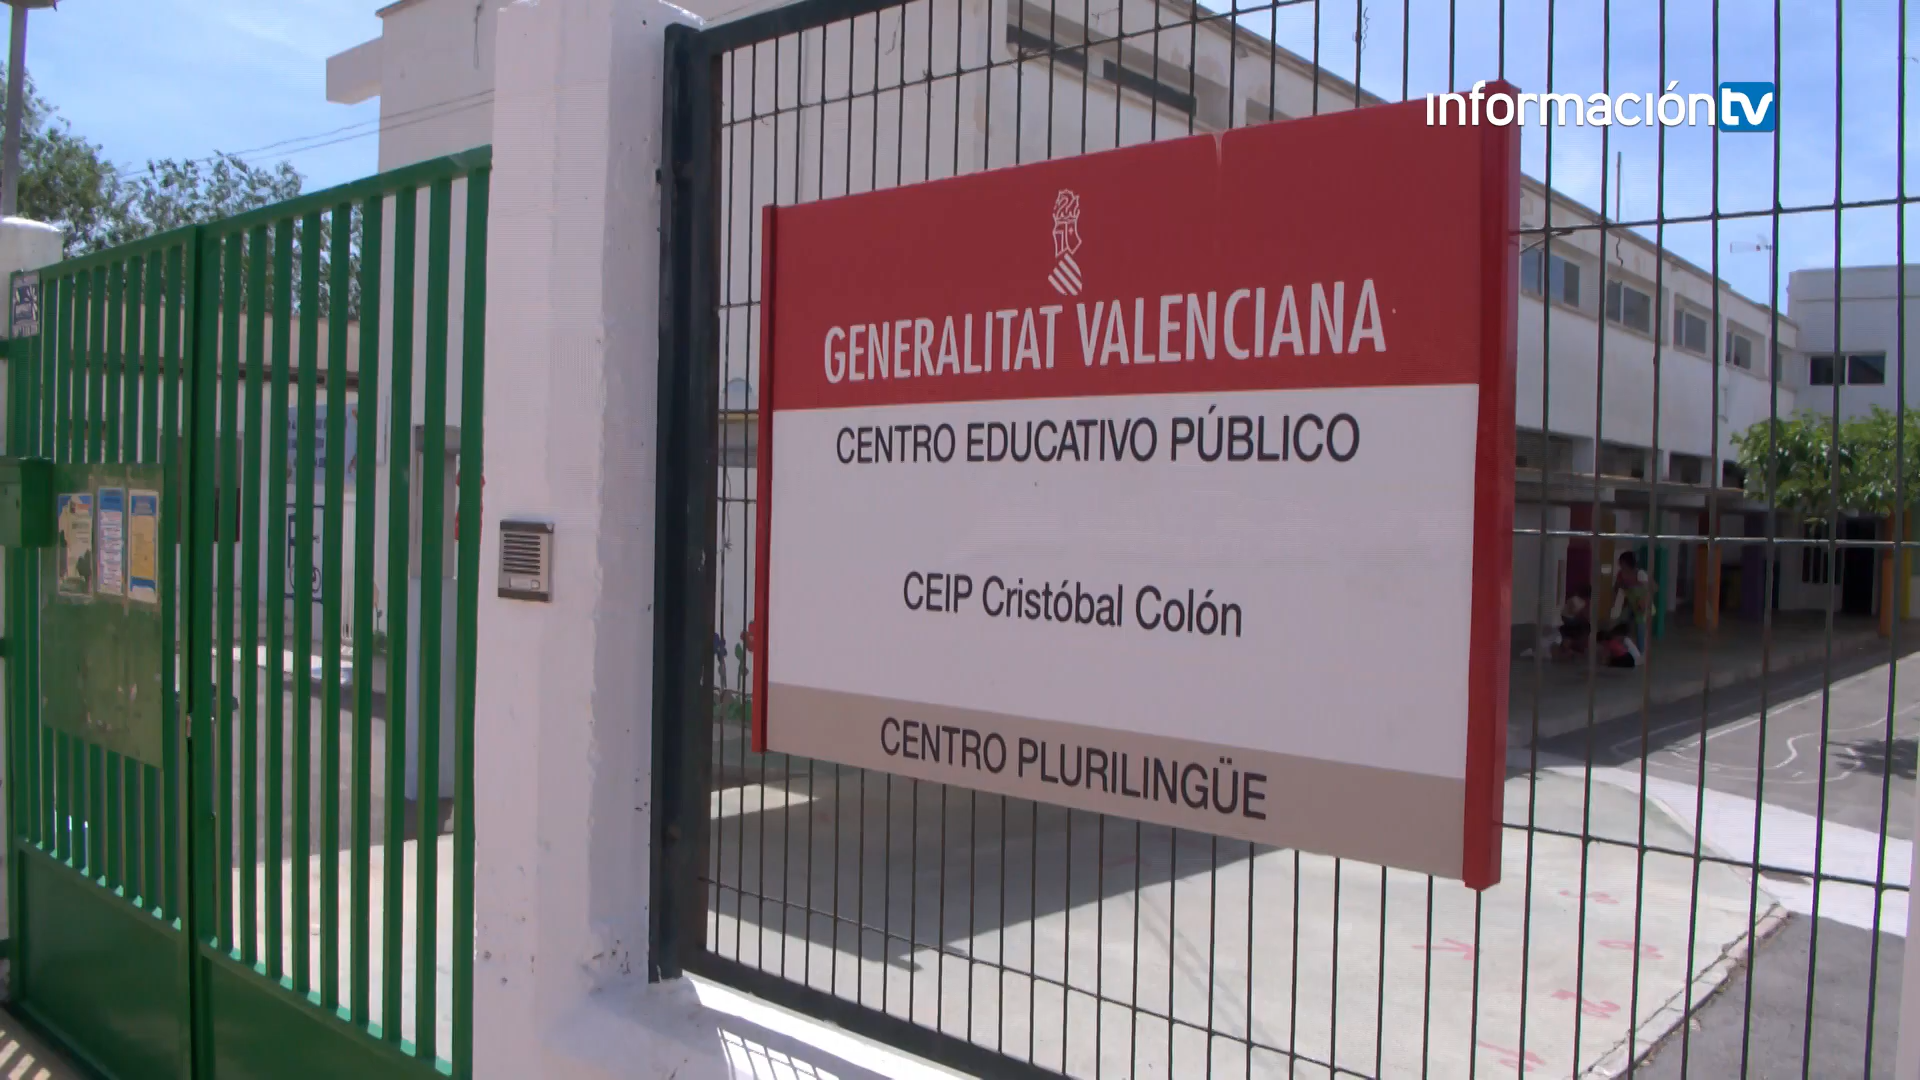 informacióntv
GENERALITAT VALENCIANA
CENTRO EDUCATIVO PÚBLICO
CEIP Cristóbal Colón
CENTRO PLURILINGÜE